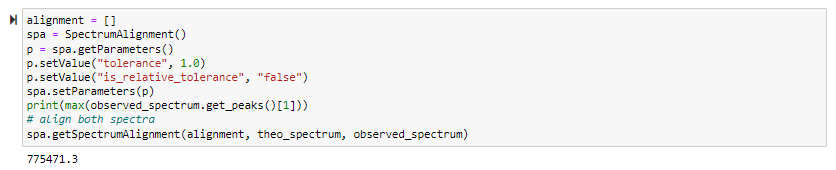 alignment = []
spa = SpectrumAlignment()
p = spa.getParameters()
p.setValue("tolerance", 1.0)
p.setValue("is_relative_tolerance", "false")
spa.setParameters(p)
print(max(observed_spectrum.get_peaks()[1]))
# align both spectra
spa.getSpectrumAlignment(alignment, theo_spectrum, observed_spectrum)
775471.3